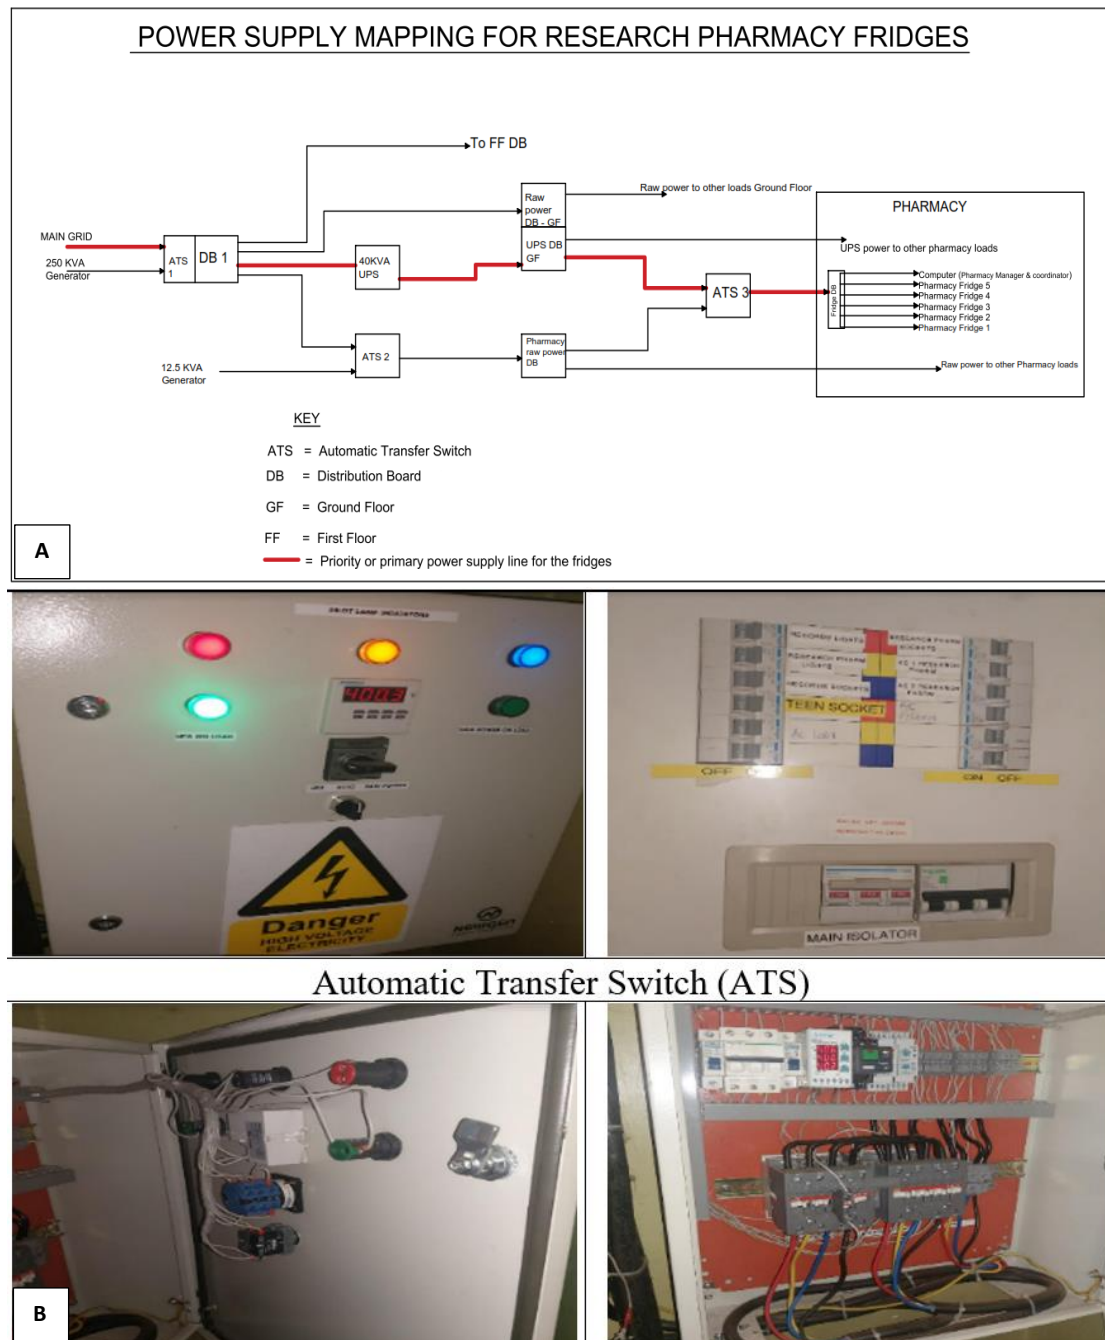 POWER SUPPLY MAPPING FOR RESEARCH PHARMACY FRIDGES
To FF DB
Raw power to other loads Ground Floor
Raw
power
DB - GF
PHARMACY
MAIN GRID
ATS
1
DB 1
250 KVA
Generator
40KVA
UPS
UPS DB
GF
UPS power to other pharmacy loads
ATS 3
Fridge DB
Computer (Pharmacy Manager & coordinator)
Pharmacy Fridge 5
Pharmacy Fridge 4
Pharmacy Fridge 3
Pharmacy Fridge 2
Pharmacy Fridge 1
ATS 2
Pharmacy
raw power
DB
12.5 KVA
Generator
Raw power to other Pharmacy loads
KEY
ATS = Automatic Transfer Switch
DB = Distribution Board
GF = Ground Floor
FF = First Floor
= Priority or primary power supply line for the fridges
A
Danger
HIGH VOLTAGE
ELECTRICITY
RECORDS LIGHTS
RECORDS SOCKETS
TEEN SOCKET
OFF
ON OFF
MAIN ISOLATOR
Automatic Transfer Switch (ATS)
B